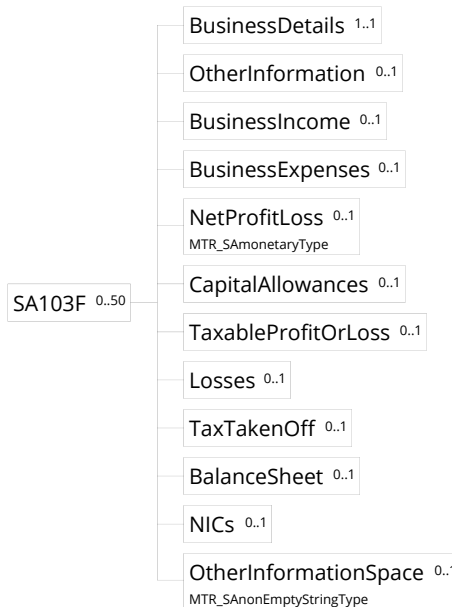 BusinessDetails 1..1
OtherInformation 0..1
BusinessIncome 0..1
BusinessExpenses 0..1
NetProfitLoss 0..1
MTR_SAmonetaryType
SA103F 0..50
CapitalAllowances 0..1
TaxableProfitOrLoss 0..1
Losses 0..1
TaxTakenOff 0..1
BalanceSheet 0..1
NICs 0..1
OtherInformationSpace 0..1
MTR_SAnonEmptyStringType